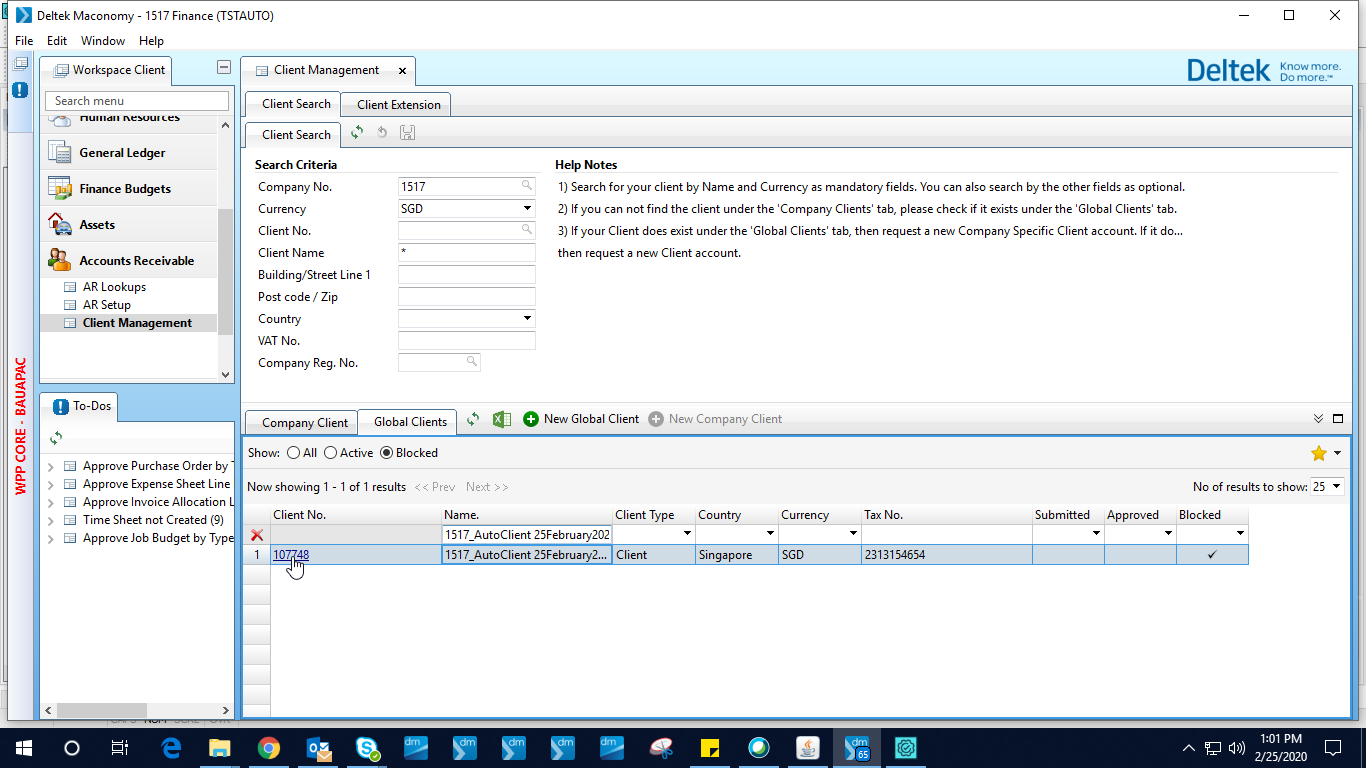 Deltek Maconomy - 1517 Finance (TSTAUTO)
File Edit Window Help
Workspace Client
Client Management
Deltek Know more. Do more.™
Search menu
Client Search Client Extension
Human Resources
Client Search
General Ledger
Finance Budgets
Assets
Accounts Receivable
AR Lookups
AR Setup
Client Management
WPP CORE - BAUAPAC
Search Criteria
Company No. 1517
Currency SGD
Client No.
Client Name *
Building/Street Line 1
Post code / Zip
Country
VAT No.
Company Reg. No.
Help Notes
1) Search for your client by Name and Currency as mandatory fields. You can also search by the other fields as optional.
2) If you can not find the client under the 'Company Clients' tab, please check if it exists under the 'Global Clients' tab.
3) If your Client does exist under the 'Global Clients' tab, then request a new Company Specific Client account. If it do...
then request a new Client account.
To-Dos
Approve Purchase Order by T
Approve Expense Sheet Line
Approve Invoice Allocation L
Time Sheet not Created (9)
Approve Job Budget by Type
Company Client Global Clients New Global Client New Company Client
Show: All Active Blocked
Now showing 1 - 1 of 1 results << Prev Next >> No of results to show: 25
Client No. Name. Client Type Country Currency Tax No. Submitted Approved Blocked
1517_AutoClient 25February202
1 107748 1517_AutoClient 25February2... Client Singapore SGD 2313154654
CAPS NUM SCRL OVR
dm dm dm dm dm dm 65
1:01 PM
2/25/2020